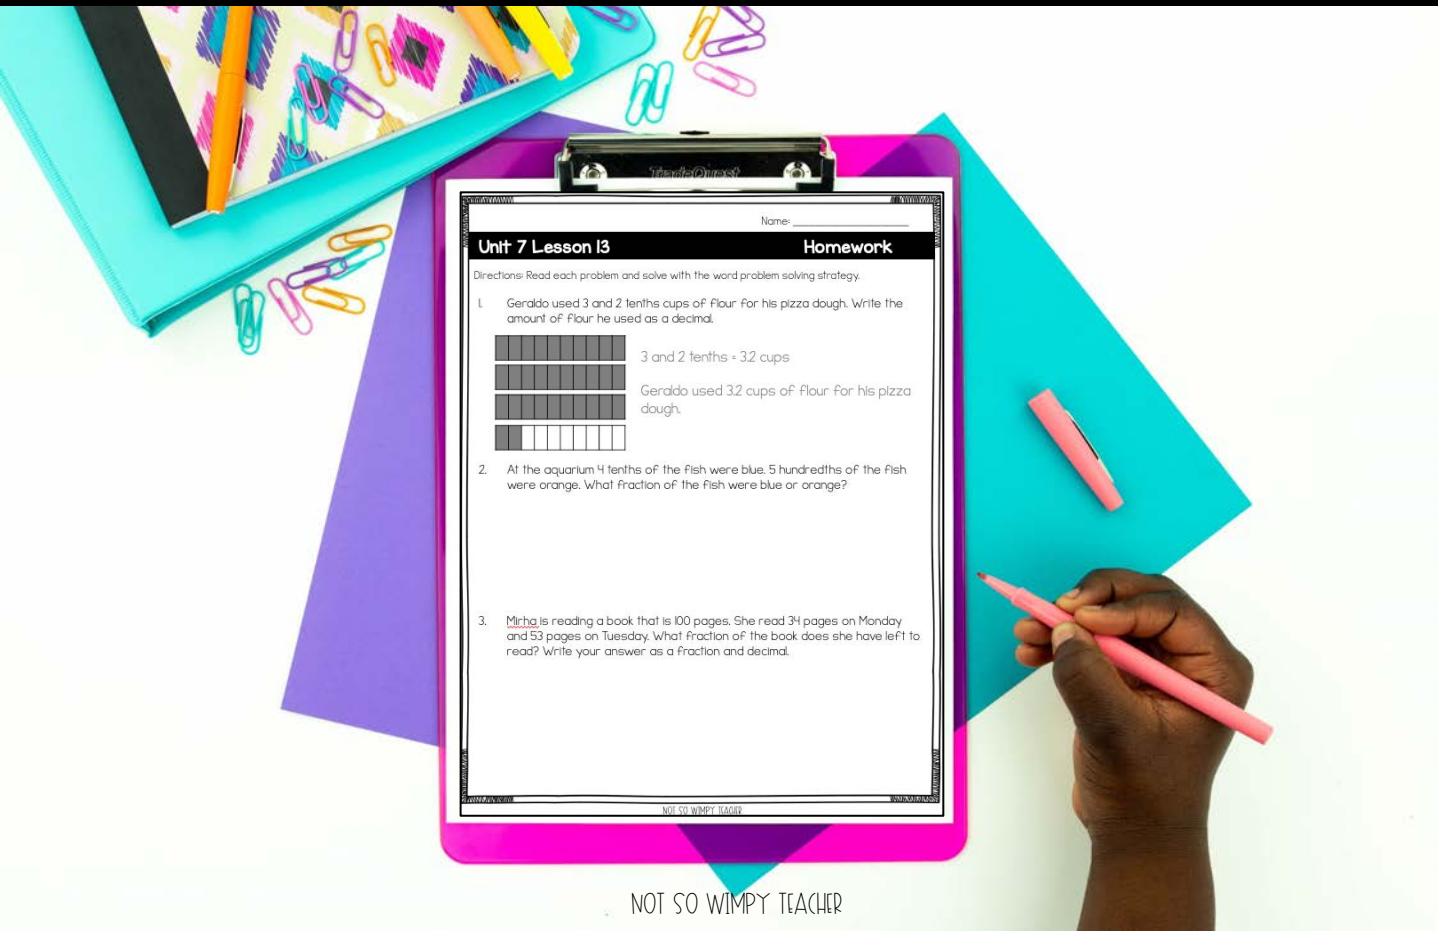 TradeQuest
Name:
Unit 7 Lesson 13
Homework
Directions: Read each problem and solve with the word problem solving strategy.
1. Geraldo used 3 and 2 tenths cups of flour for his pizza dough. Write the
amount of flour he used as a decimal.
3 and 2 tenths = 3.2 cups
Geraldo used 3.2 cups of flour for his pizza
dough.
2. At the aquarium 4 tenths of the fish were blue. 5 hundredths of the fish
were orange. What fraction of the fish were blue or orange?
3. Mirha is reading a book that is 100 pages. She read 34 pages on Monday
and 53 pages on Tuesday. What fraction of the book does she have left to
read? Write your answer as a fraction and decimal.
NOT SO WIMPY TEACHER
NOT SO WIMPY TEACHER